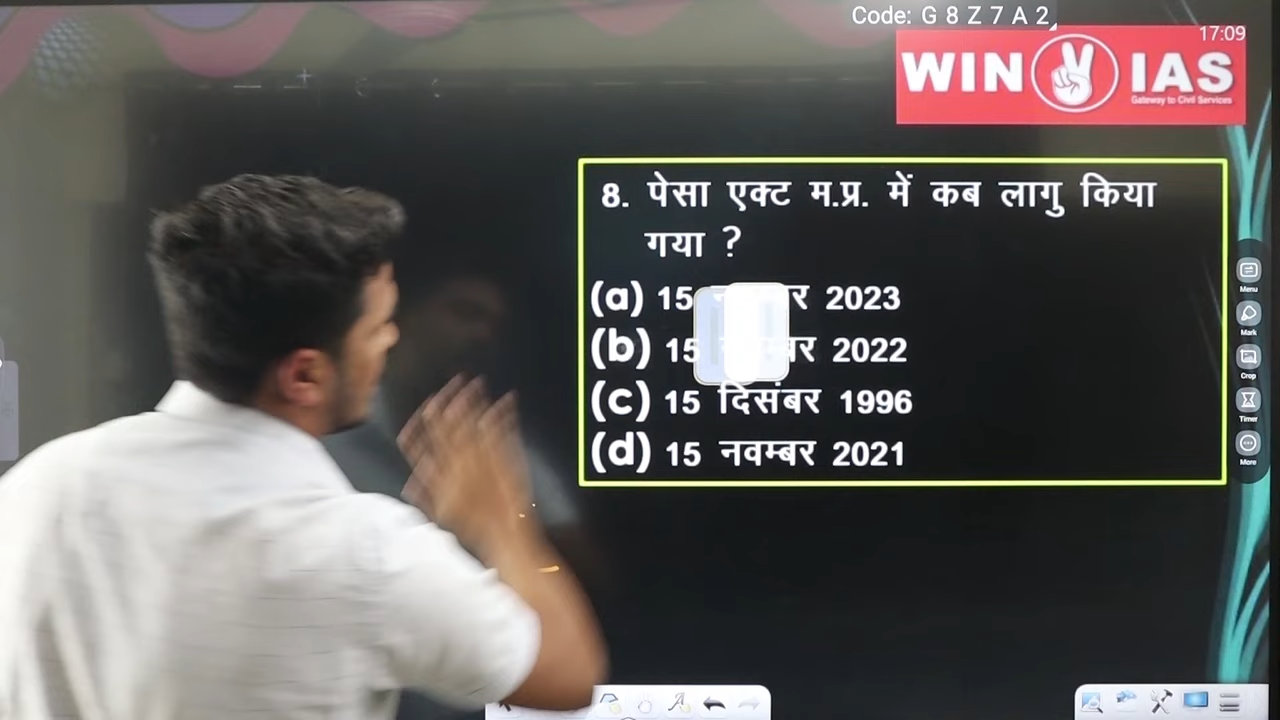 Code: G 8 Z 7 A 2
17:09
WIN IAS
Gateway to Civil Services
8. पेसा एक्ट म.प्र. में कब लागु किया
गया ?
(a) 15 2023
(b) 15 2022
(c) 15 दिसंबर 1996
(d) 15 नवम्बर 2021
Menu
Mark
Crop
Timer
More